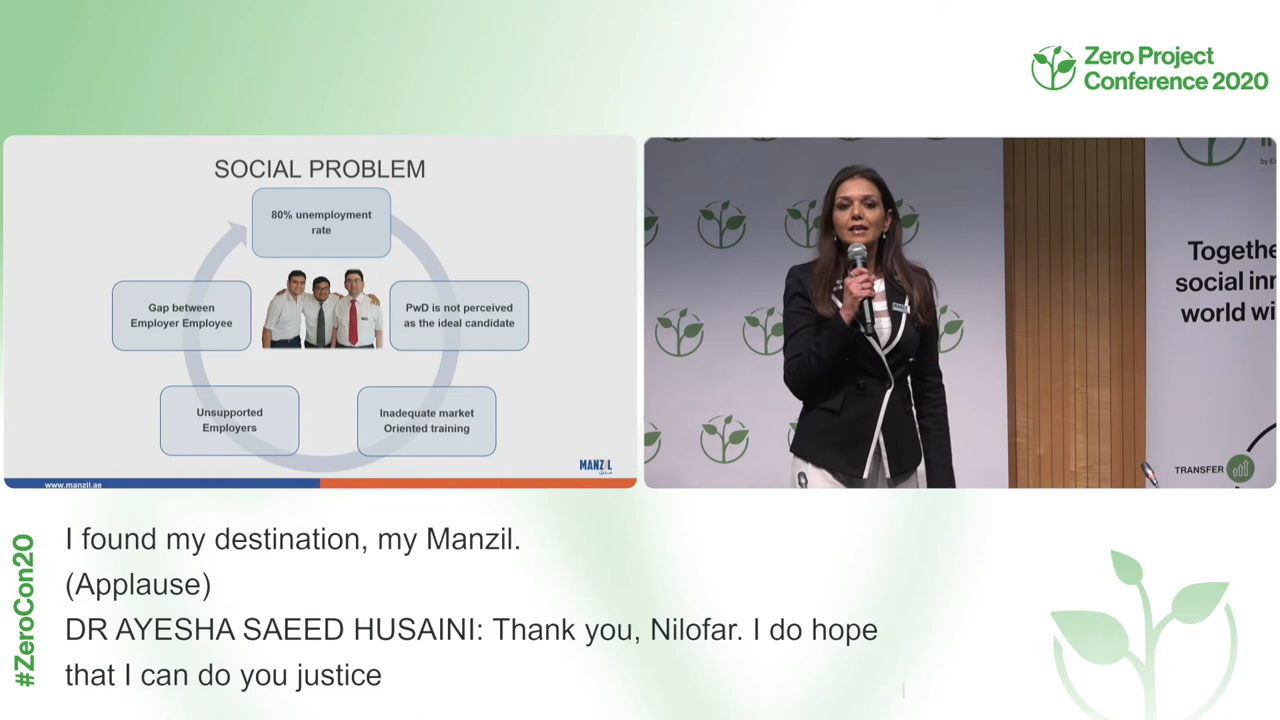 Zero Project
Conference 2020
SOCIAL PROBLEM
80% unemployment
rate
Gap between
Employer Employee
PwD is not perceived
as the ideal candidate
Unsupported
Employers
Inadequate market
Oriented training
MANZIL
منزل
www.manzil.ae
Togethe
social inn
world wi
TRANSFER
#ZeroCon20
I found my destination, my Manzil.
(Applause)
DR AYESHA SAEED HUSAINI: Thank you, Nilofar. I do hope
that I can do you justice